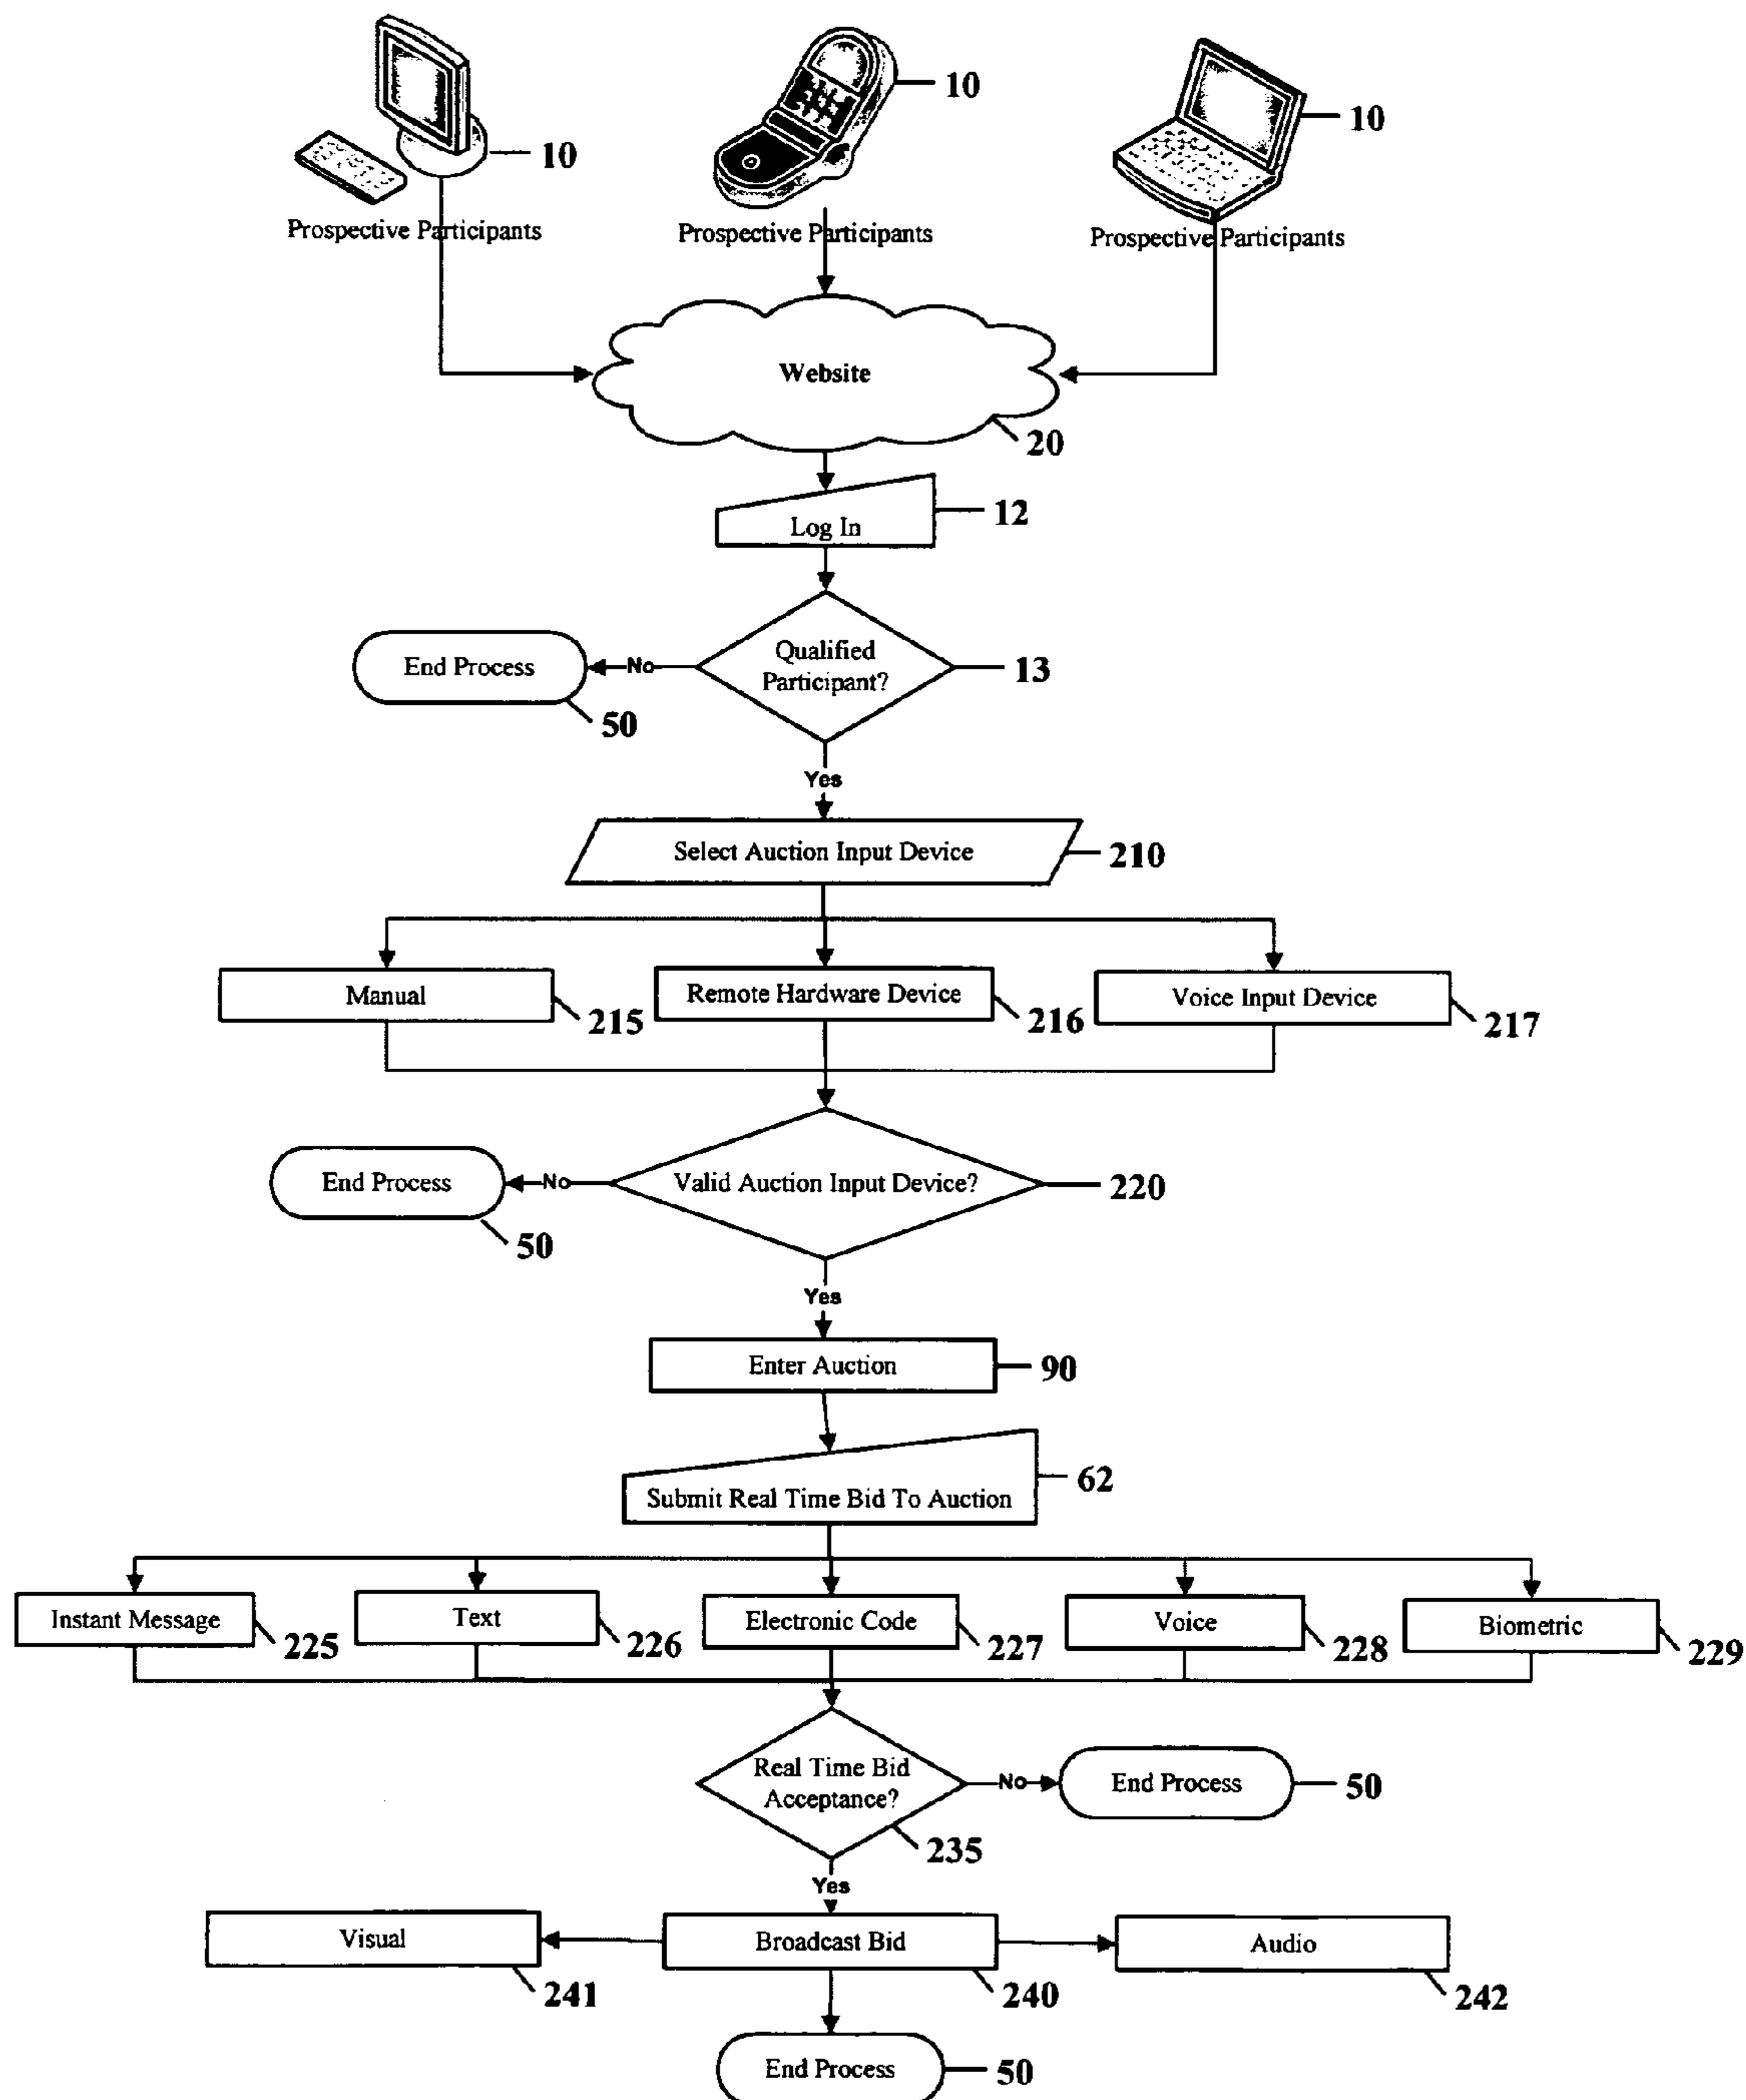 10
10
10
Prospective Participants
Prospective Participants
Prospective Participants
Website
20
Log In
12
Qualified
Participant?
13
End Process
No
50
Yes
Select Auction Input Device
210
Manual
215
Remote Hardware Device
216
Voice Input Device
217
End Process
No
Valid Auction Input Device?
220
50
Yes
Enter Auction
90
Submit Real Time Bid To Auction
62
Instant Message
225
Text
226
Electronic Code
227
Voice
228
Biometric
229
Real Time Bid
Acceptance?
No
End Process
50
235
Yes
Visual
241
Broadcast Bid
240
Audio
242
End Process
50